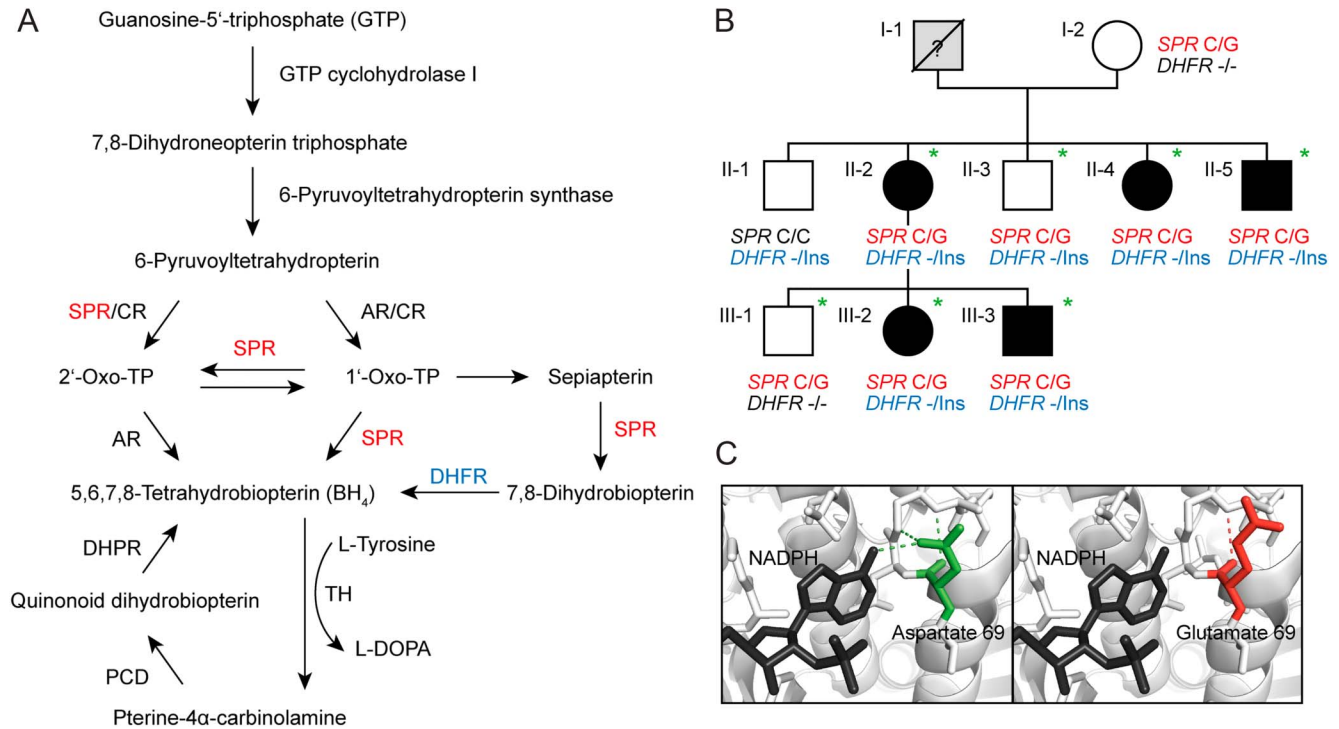 A
Guanosine-5‘-triphosphate (GTP)
GTP cyclohydrolase I
7,8-Dihydroneopterin triphosphate
6-Pyruvoyltetrahydropterin synthase
6-Pyruvoyltetrahydropterin
SPR/CR
AR/CR
SPR
2‘-Oxo-TP
1‘-Oxo-TP
Sepiapterin
AR
SPR
SPR
DHFR
5,6,7,8-Tetrahydrobiopterin (BH4)
7,8-Dihydrobiopterin
DHPR
L-Tyrosine
Quinonoid dihydrobiopterin
TH
L-DOPA
PCD
Pterine-4α-carbinolamine
B
I-1
?
I-2
SPR C/G
DHFR -/-
II-1
II-2
*
II-3
*
II-4
*
II-5
*
SPR C/C
DHFR -/Ins
SPR C/G
DHFR -/Ins
SPR C/G
DHFR -/Ins
SPR C/G
DHFR -/Ins
SPR C/G
DHFR -/Ins
III-1
*
III-2
*
III-3
*
SPR C/G
DHFR -/-
SPR C/G
DHFR -/Ins
SPR C/G
DHFR -/Ins
C
NADPH
Aspartate 69
NADPH
Glutamate 69